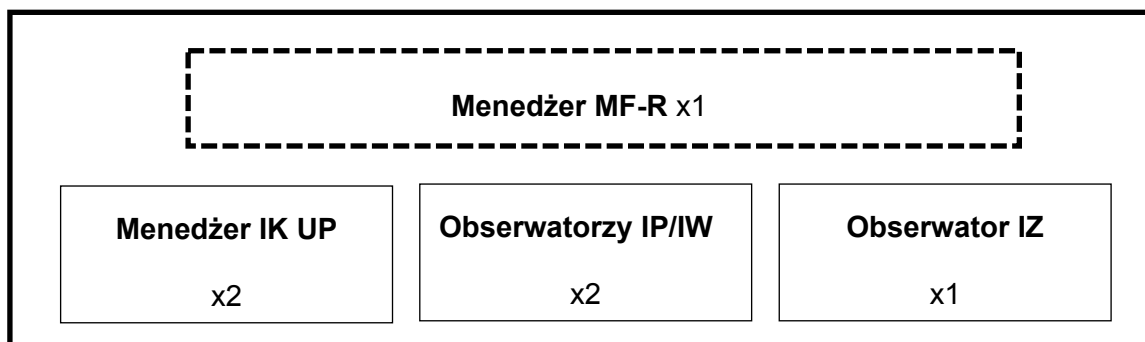 Menedżer MF-R x1
Menedżer IK UP
x2
Obserwatorzy IP/IW
x2
Obserwator IZ
x1